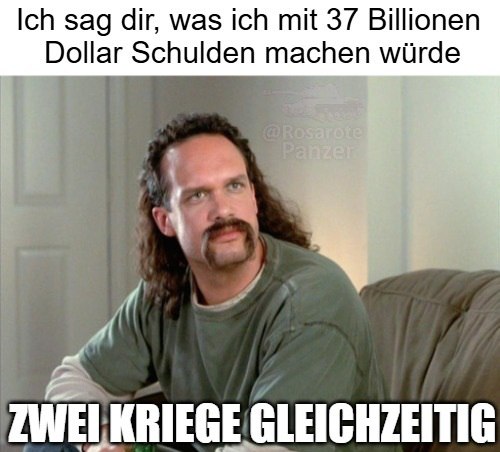 Ich sag dir, was ich mit 37 Billionen
Dollar Schulden machen würde
@Rosarote
Panzer
ZWEI KRIEGE GLEICHZEITIG